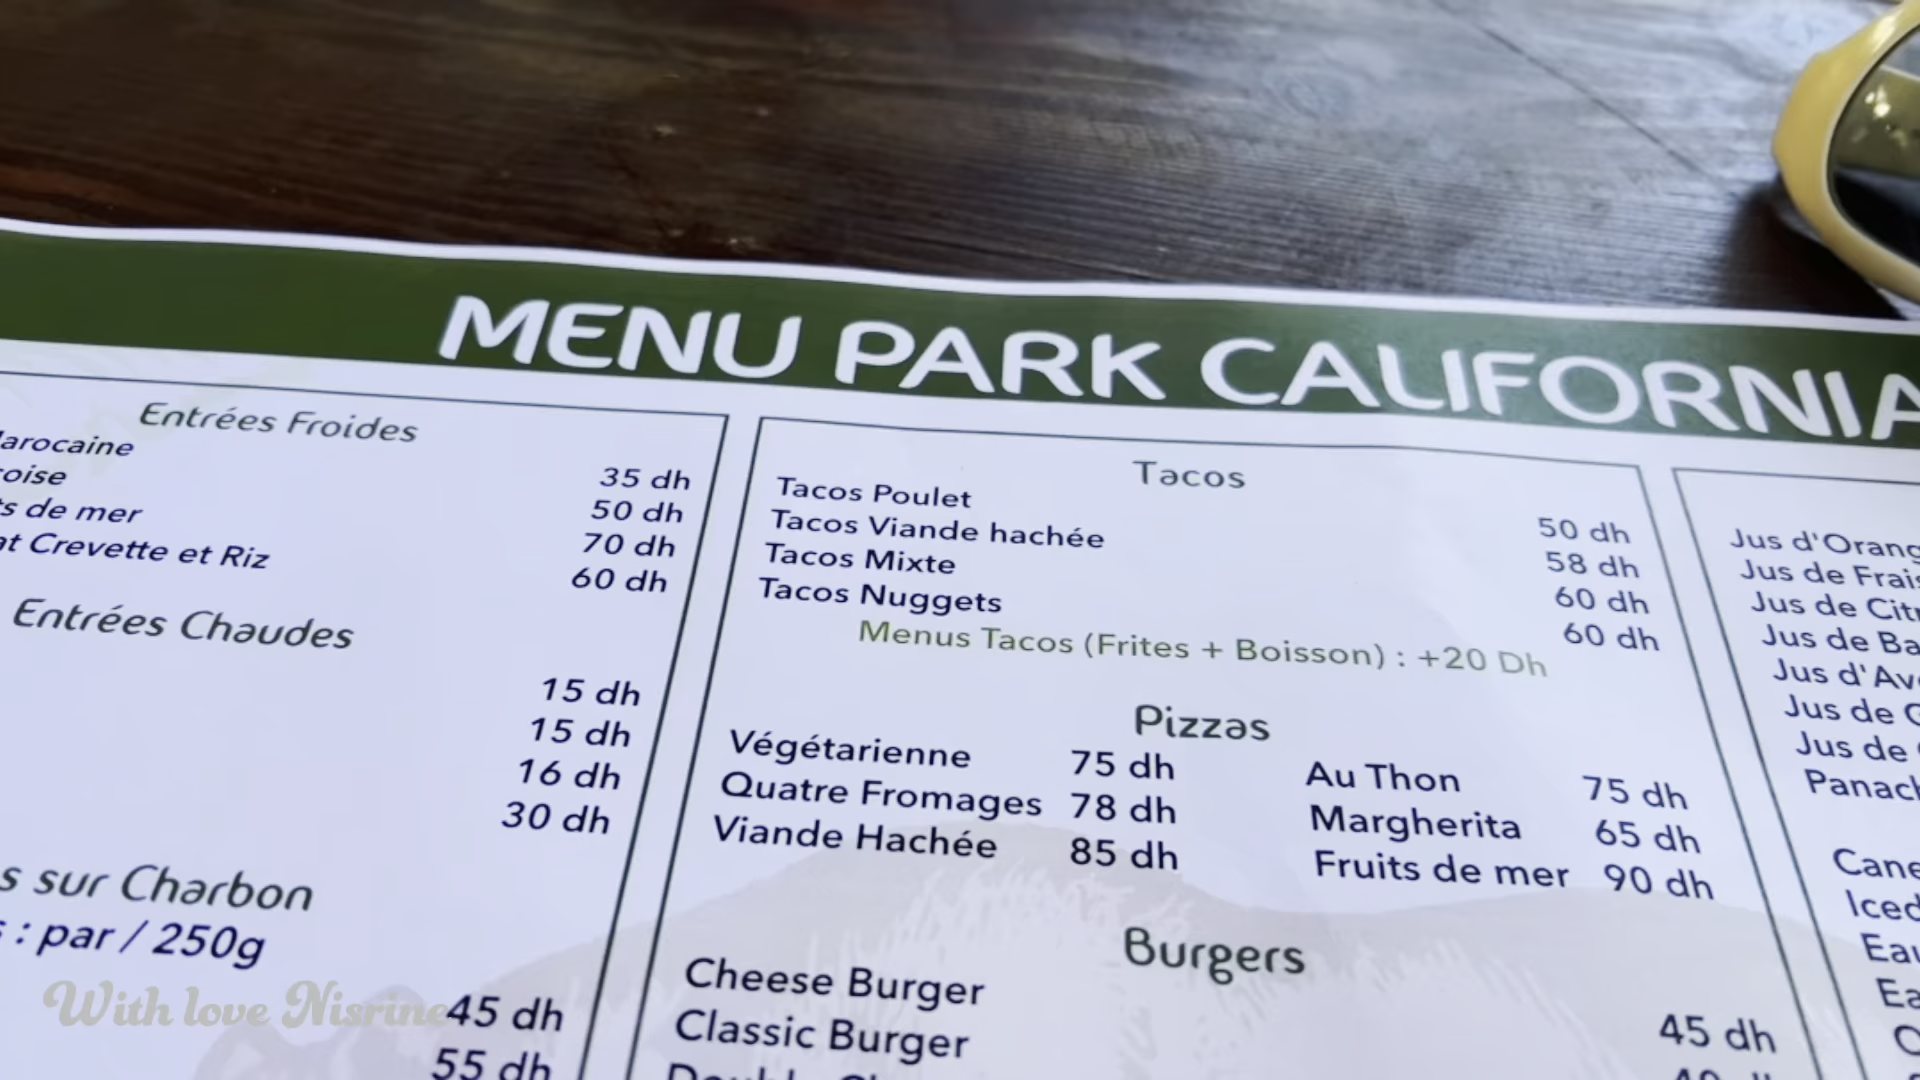 MENU PARK CALIFORNIA
Entrées Froides
35 dh
50 dh
de mer 70 dh
Crevette et Riz 60 dh
Entrées Chaudes
15 dh
15 dh
16 dh
30 dh
sur Charbon
: par / 250g
45 dh
55 dh
Tacos
Tacos Poulet 50 dh
Tacos Viande hachée 58 dh
Tacos Mixte 60 dh
Tacos Nuggets 60 dh
Menus Tacos (Frites + Boisson) : +20 Dh
Pizzas
Végétarienne 75 dh Au Thon 75 dh
Quatre Fromages 78 dh Margherita 65 dh
Viande Hachée 85 dh Fruits de mer 90 dh
Burgers
Cheese Burger 45 dh
Classic Burger
Jus d'Orang
Jus de Frais
Jus de Citr
Jus de Ba
Jus d'Av
Jus de
Jus de
Panach
Cane
Iced
Eau
With love Nisrine